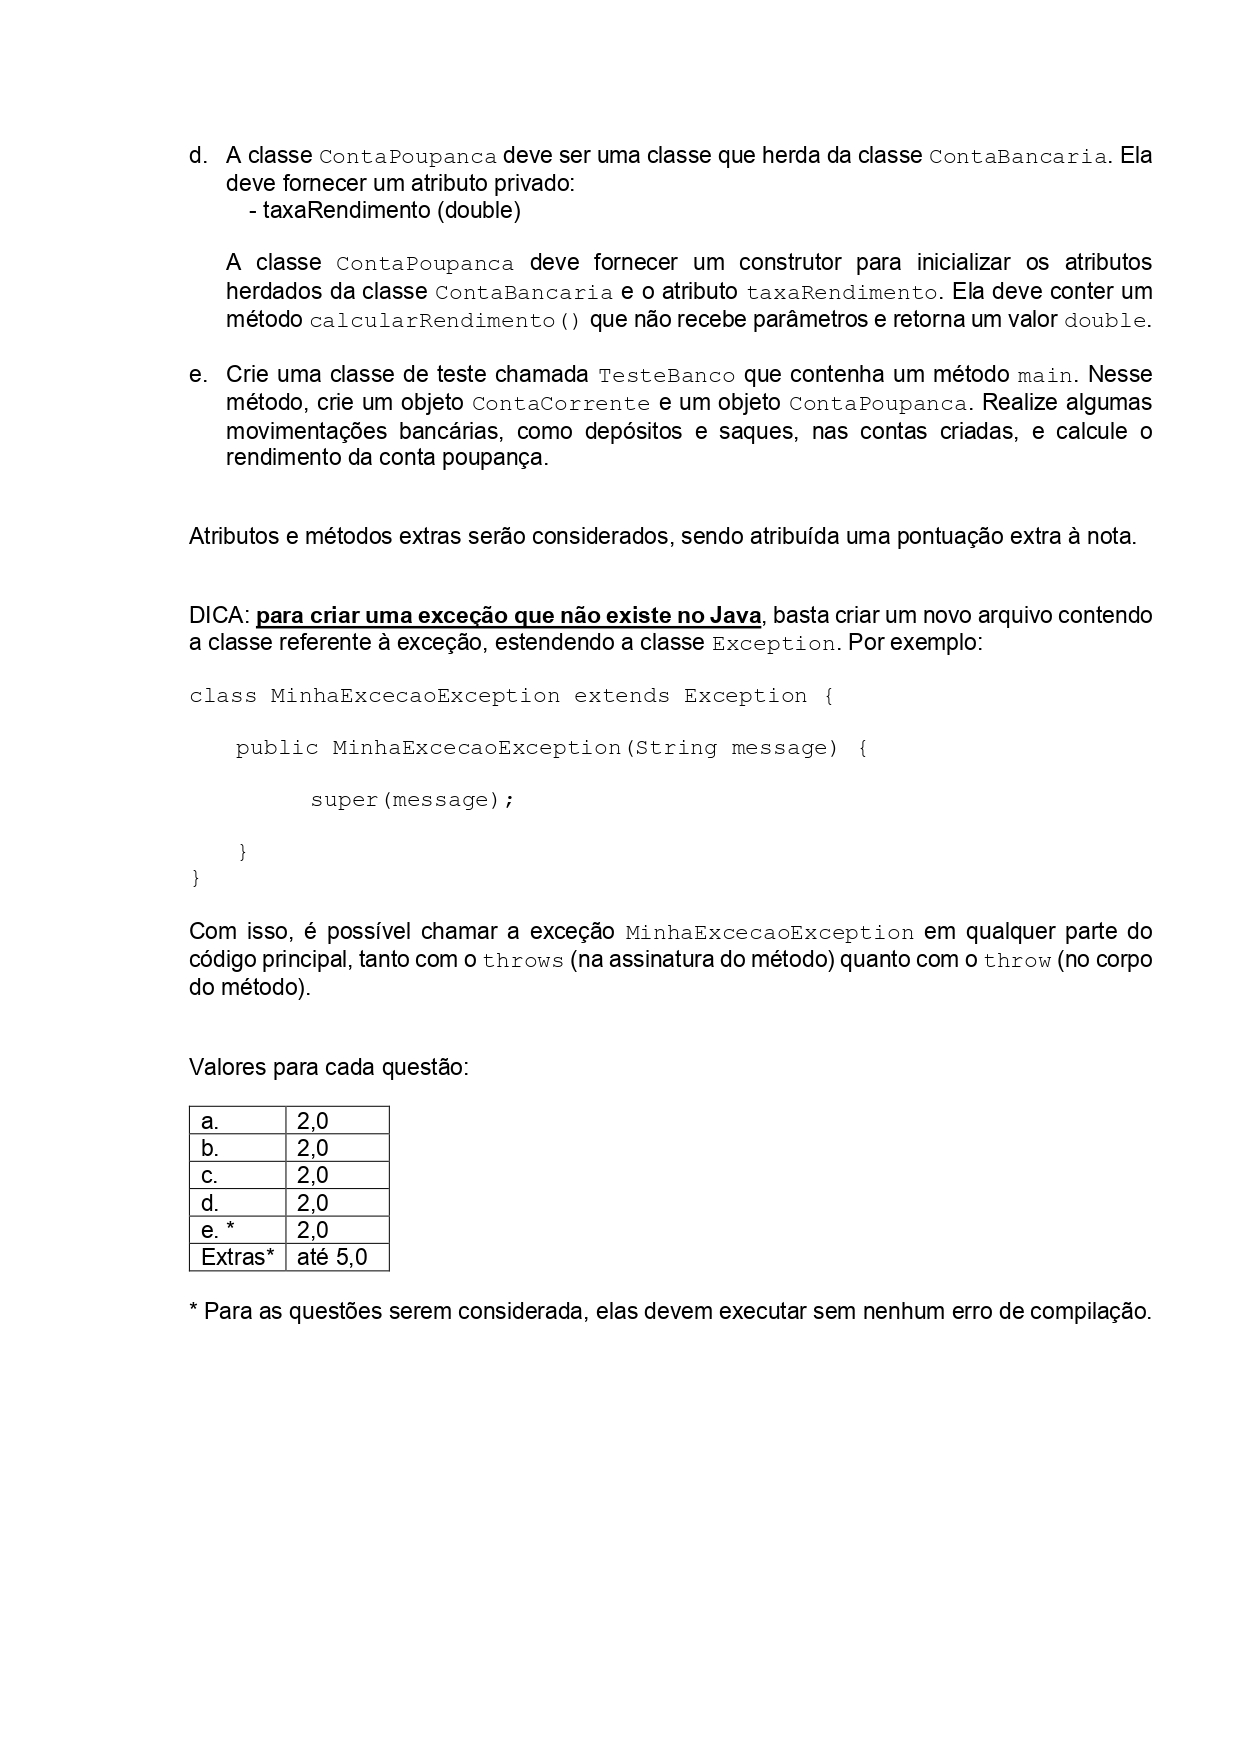 d. A classe ContaPoupanca deve ser uma classe que herda da classe ContaBancaria. Ela
deve fornecer um atributo privado:
- taxaRendimento (double)
A classe ContaPoupanca deve fornecer um construtor para inicializar os atributos
herdados da classe ContaBancaria e o atributo taxaRendimento. Ela deve conter um
método calcularRendimento() que não recebe parâmetros e retorna um valor double.
e. Crie uma classe de teste chamada TesteBanco que contenha um método main. Nesse
método, crie um objeto ContaCorrente e um objeto ContaPoupanca. Realize algumas
movimentações bancárias, como depósitos e saques, nas contas criadas, e calcule o
rendimento da conta poupança.
Atributos e métodos extras serão considerados, sendo atribuída uma pontuação extra à nota.
DICA: para criar uma exceção que não existe no Java, basta criar um novo arquivo contendo
a classe referente à exceção, estendendo a classe Exception. Por exemplo:
class MinhaExcecaoException extends Exception {
public MinhaExcecaoException(String message) {
super(message);
}
}
Com isso, é possível chamar a exceção MinhaExcecaoException em qualquer parte do
código principal, tanto com o throws (na assinatura do método) quanto com o throw (no corpo
do método).
Valores para cada questão:
a. 2,0
b. 2,0
c. 2,0
d. 2,0
e. * 2,0
Extras* até 5,0
* Para as questões serem considerada, elas devem executar sem nenhum erro de compilação.